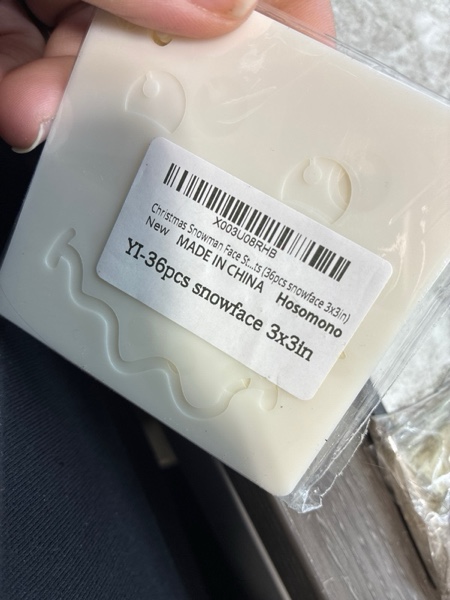 X003U08RHB
Christmas Snowman Face St...ts (36pcs snowface 3x3in)
New MADE IN CHINA Hosomono
YI-36pcs snowface 3x3in